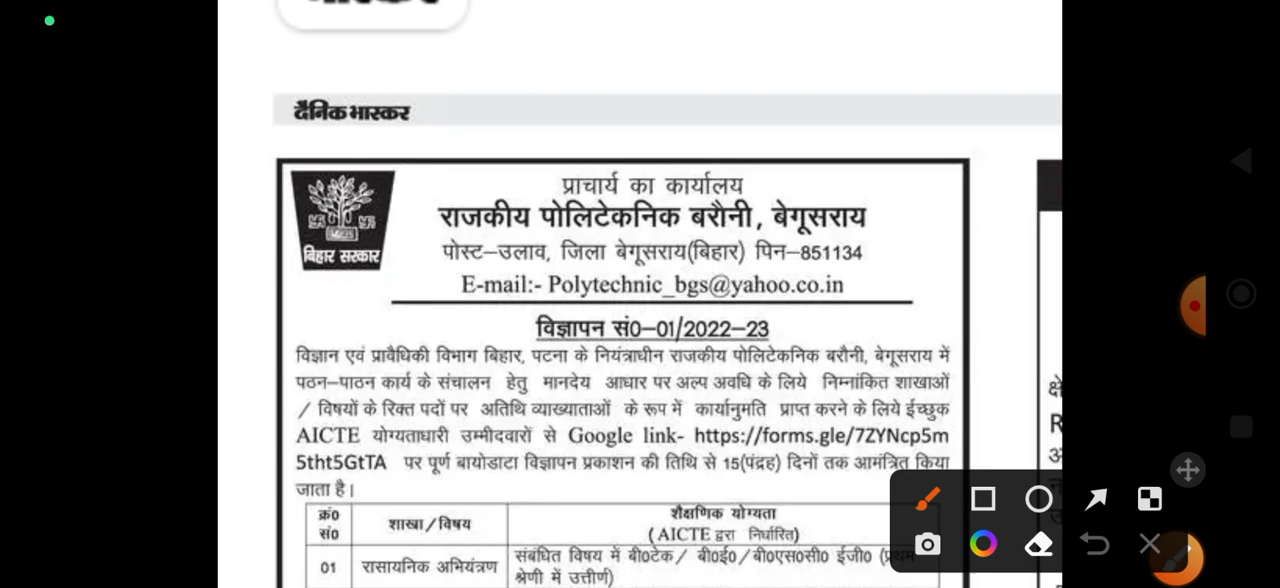 दैनिक भास्कर
प्राचार्य का कार्यालय
राजकीय पोलिटेकनिक बरौनी, बेगूसराय
बिहार सरकार
पोस्ट–उलाव, जिला बेगूसराय(बिहार) पिन–851134
E-mail:- Polytechnic_bgs@yahoo.co.in
विज्ञापन सं0–01/2022–23
विज्ञान एवं प्रावैधिकी विभाग बिहार, पटना के नियंत्राधीन राजकीय पोलिटेकनिक बरौनी, बेगूसराय में
पठन–पाठन कार्य के संचालन हेतु मानदेय आधार पर अल्प अवधि के लिये निम्नांकित शाखाओं
/ विषयों के रिक्त पदों पर अतिथि व्याख्याताओं के रूप में कार्यानुमति प्राप्त करने के लिये ईच्छुक
AICTE योग्यताधारी उम्मीदवारों से Google link- https://forms.gle/7ZYNcp5m
5tht5GtTA पर पूर्ण बायोडाटा विज्ञापन प्रकाशन की तिथि से 15(पंद्रह) दिनों तक आमंत्रित किया
जाता है।
क्रं0 सं0 शाखा/विषय शैक्षणिक योग्यता
(AICTE द्वारा निर्धारित)
01 रासायनिक अभियंत्रण संबंधित विषय में बी0टेक/ बी0ई0/बी0एस0सी0 ईजी0 (प्रथम
श्रेणी में उत्तीर्ण)